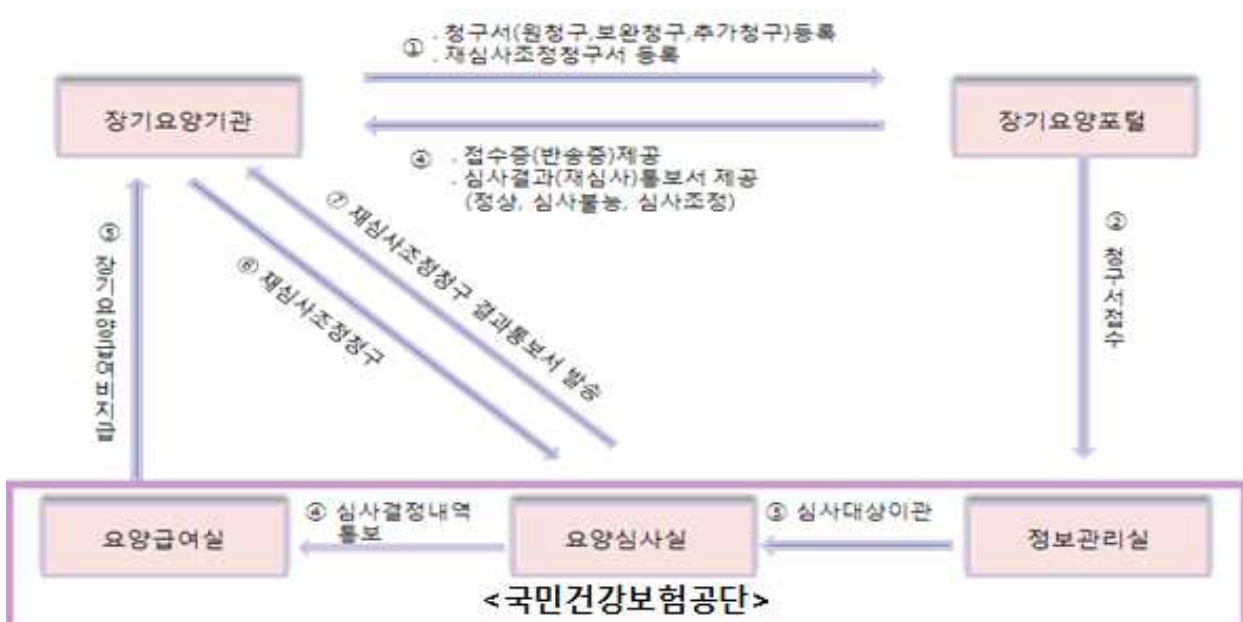 ① . 청구서(원청구,보완청구,추가청구)등록
. 재심사조정청구서 등록
장기요양기관
장기요양포털
④ . 접수증(반송증)제공
. 심사결과(재심사)통보서 제공
(정상, 심사불능, 심사조정)
⑤ 장기요양급여비지급
⑥ 재심사조정청구
⑦ 재심사조정청구 결과통보서 발송
② 청구서접수
요양급여실
④ 심사결정내역
통보
요양심사실
③ 심사대상이관
정보관리실
<국민건강보험공단>